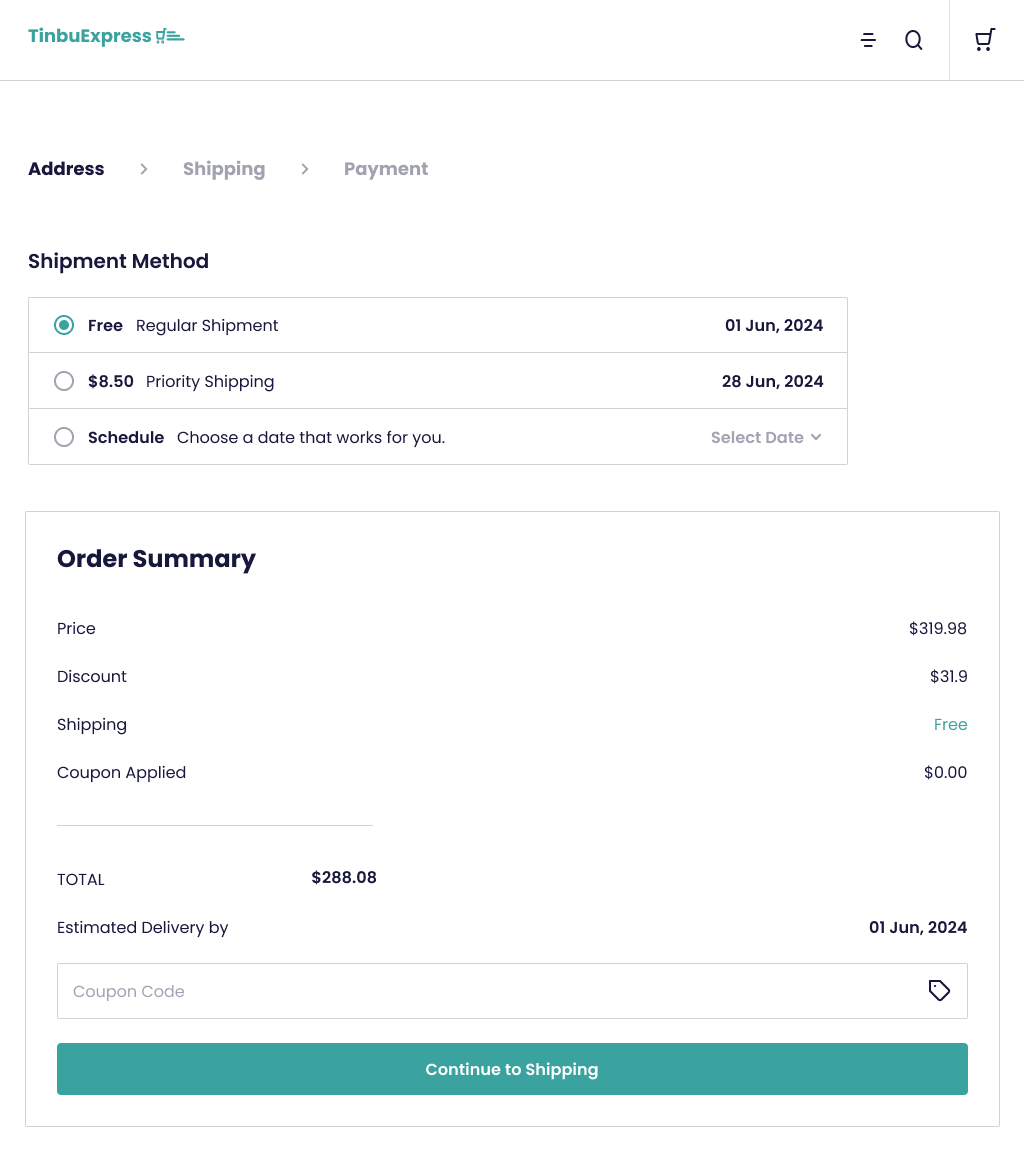 TinbuExpress
Address > Shipping > Payment
Shipment Method
Free Regular Shipment 01 Jun, 2024
$8.50 Priority Shipping 28 Jun, 2024
Schedule Choose a date that works for you. Select Date
Order Summary
Price $319.98
Discount $31.9
Shipping Free
Coupon Applied $0.00
TOTAL $288.08
Estimated Delivery by 01 Jun, 2024
Coupon Code
Continue to Shipping